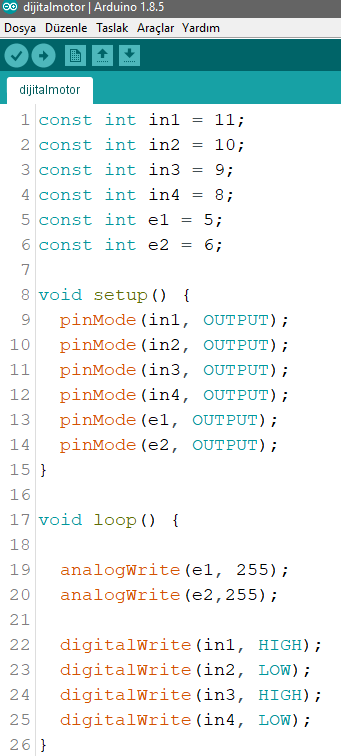 dijitalmotor | Arduino 1.8.5
Dosya Düzenle Taslak Araçlar Yardım
dijitalmotor
1 const int in1 = 11;
2 const int in2 = 10;
3 const int in3 = 9;
4 const int in4 = 8;
5 const int e1 = 5;
6 const int e2 = 6;
7
8 void setup() {
9   pinMode(in1, OUTPUT);
10   pinMode(in2, OUTPUT);
11   pinMode(in3, OUTPUT);
12   pinMode(in4, OUTPUT);
13   pinMode(e1, OUTPUT);
14   pinMode(e2, OUTPUT);
15 }
16
17 void loop() {
18
19   analogWrite(e1, 255);
20   analogWrite(e2,255);
21
22   digitalWrite(in1, HIGH);
23   digitalWrite(in2, LOW);
24   digitalWrite(in3, HIGH);
25   digitalWrite(in4, LOW);
26 }